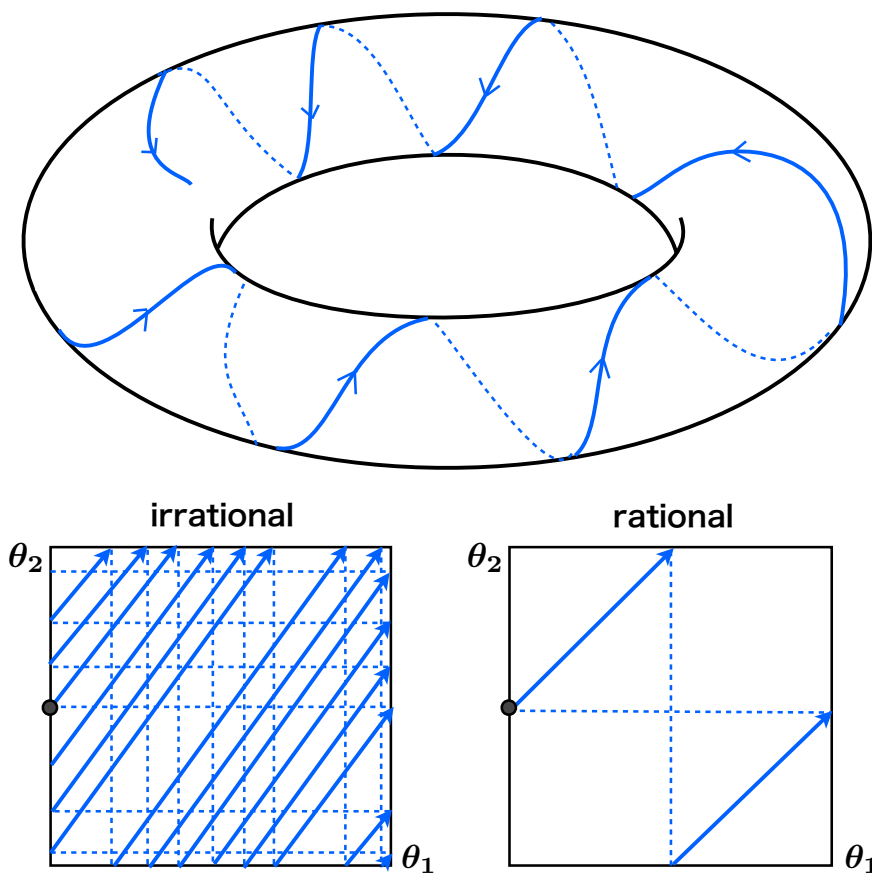 irrational
rational
θ₂
θ₂
θ₁
θ₁